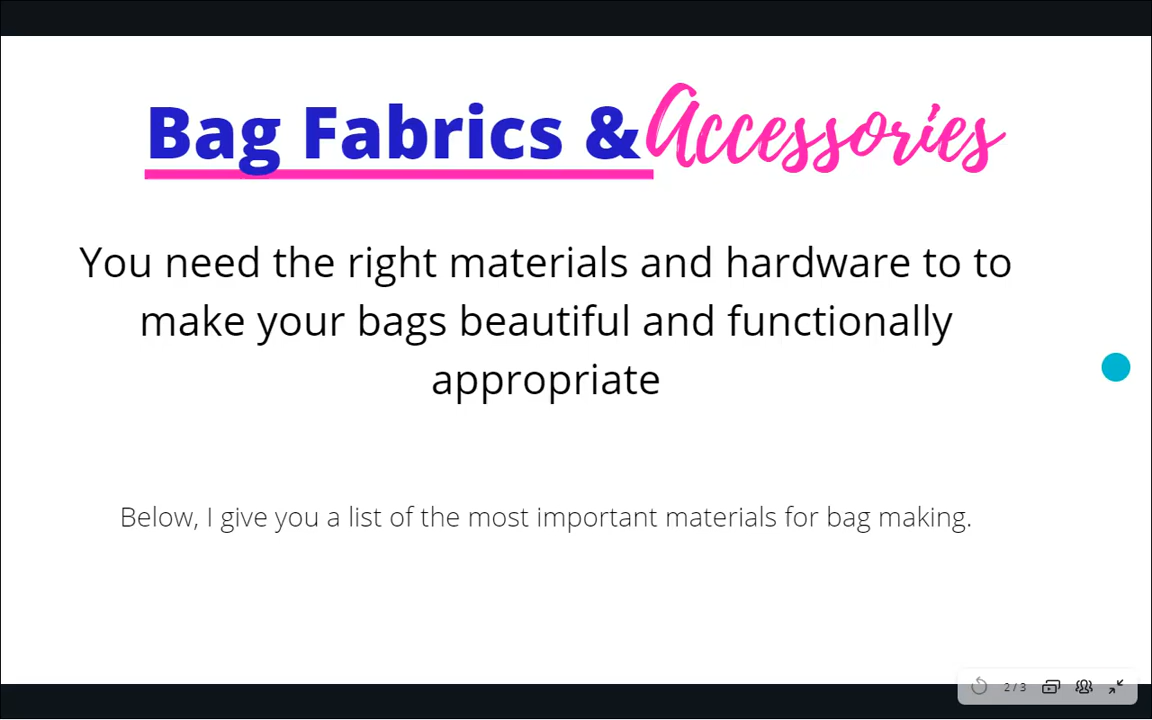 Bag Fabrics & Accessories
You need the right materials and hardware to to
make your bags beautiful and functionally
appropriate
Below, I give you a list of the most important materials for bag making.
2 / 3